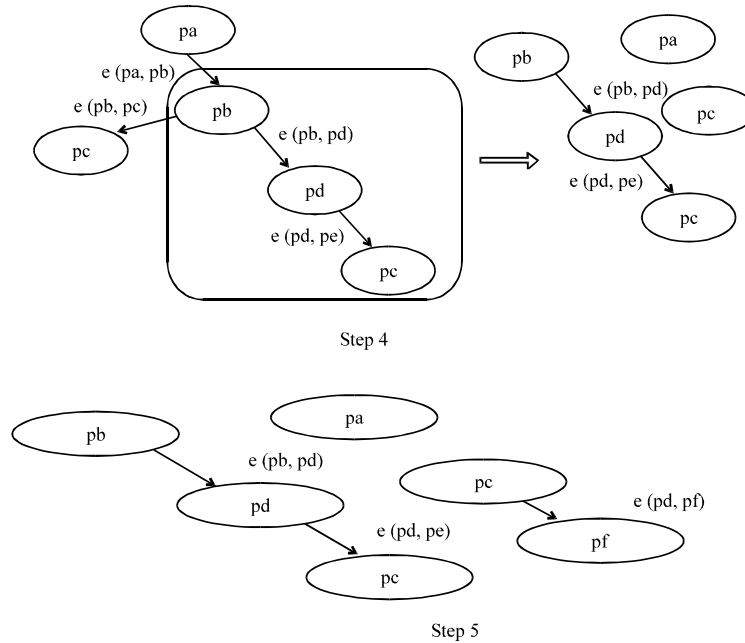 pa
e (pa, pb)
pb
e (pb, pc)
pc
e (pb, pd)
pd
e (pd, pe)
pc
pb
pa
e (pb, pd)
pc
pd
e (pd, pe)
pc
Step 4
pb
pa
e (pb, pd)
pd
pc
e (pd, pf)
e (pd, pe)
pf
pc
Step 5